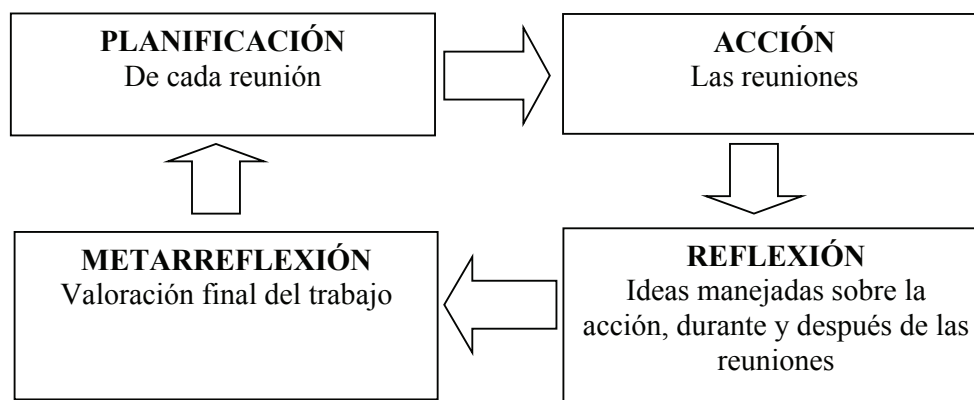 PLANIFICACIÓN
De cada reunión
ACCIÓN
Las reuniones
METARREFLEXIÓN
Valoración final del trabajo
REFLEXIÓN
Ideas manejadas sobre la
acción, durante y después de las
reuniones